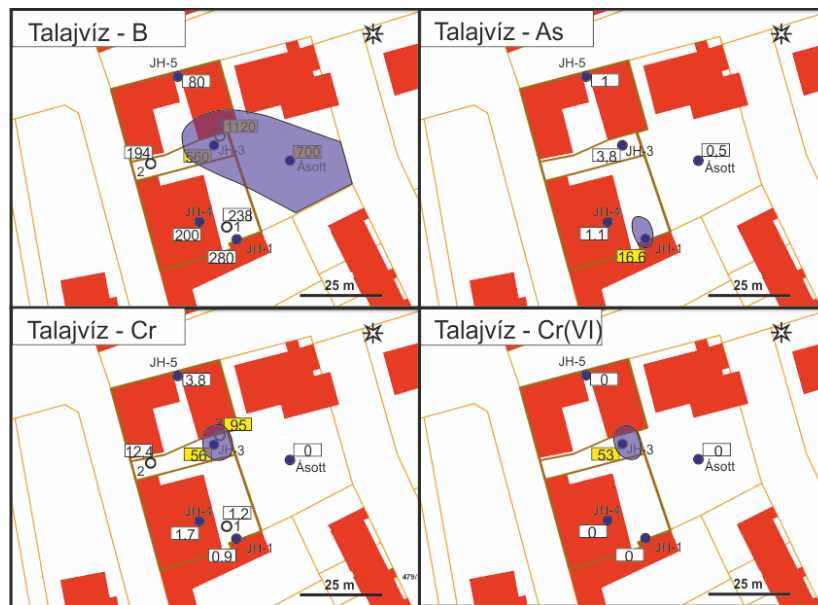 Talajvíz - B
JH-5
80
1120
560
JH-3
700
Ásott
194
2
JH-4
200
238
1
JH-1
280
25 m
Talajvíz - As
JH-5
1
3.8
JH-3
0,5
Ásott
JH-4
1.1
JH-1
16.6
25 m
Talajvíz - Cr
JH-5
3.8
3
95
56
JH-3
0
Ásott
12,4
2
JH-4
1.7
1,2
1
JH-1
0.9
25 m
479/
Talajvíz - Cr(VI)
JH-5
0
JH-3
53
0
Ásott
JH-4
0
JH-1
0
25 m